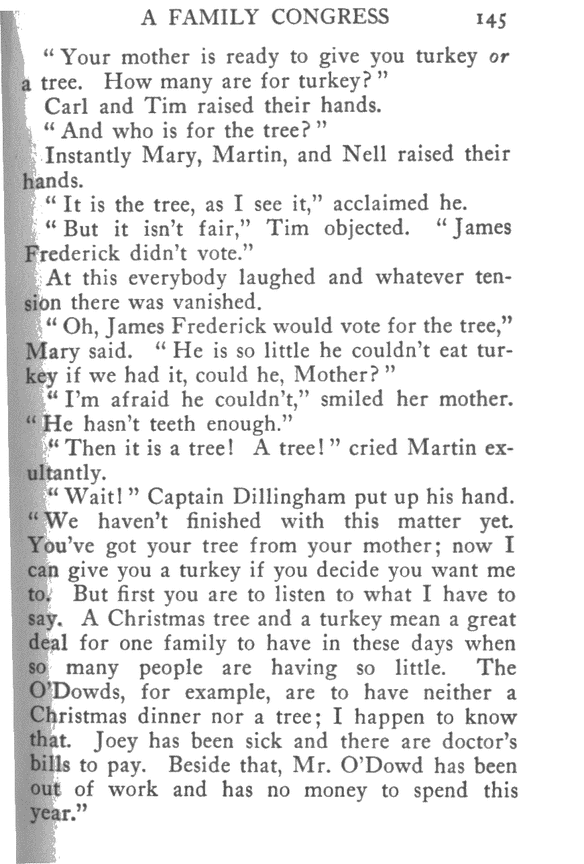 A FAMILY CONGRESS 145
“ Your mother is ready to give you turkey or
a tree. How many are for turkey? ”
Carl and Tim raised their hands.
“ And who is for the tree? ”
Instantly Mary, Martin, and Nell raised their
hands.
“ It is the tree, as I see it,” acclaimed he.
“ But it isn’t fair,” Tim objected. “ James
Frederick didn’t vote.”
At this everybody laughed and whatever ten-
sion there was vanished.
“ Oh, James Frederick would vote for the tree,”
Mary said. “ He is so little he couldn’t eat tur-
key if we had it, could he, Mother? ”
“ I’m afraid he couldn’t,” smiled her mother.
“ He hasn’t teeth enough.”
“ Then it is a tree! A tree! ” cried Martin ex-
ultantly.
“ Wait! ” Captain Dillingham put up his hand.
“ We haven’t finished with this matter yet.
You’ve got your tree from your mother; now I
can give you a turkey if you decide you want me
to. But first you are to listen to what I have to
say. A Christmas tree and a turkey mean a great
deal for one family to have in these days when
so many people are having so little. The
O’Dowds, for example, are to have neither a
Christmas dinner nor a tree; I happen to know
that. Joey has been sick and there are doctor’s
bills to pay. Beside that, Mr. O’Dowd has been
out of work and has no money to spend this
year.”